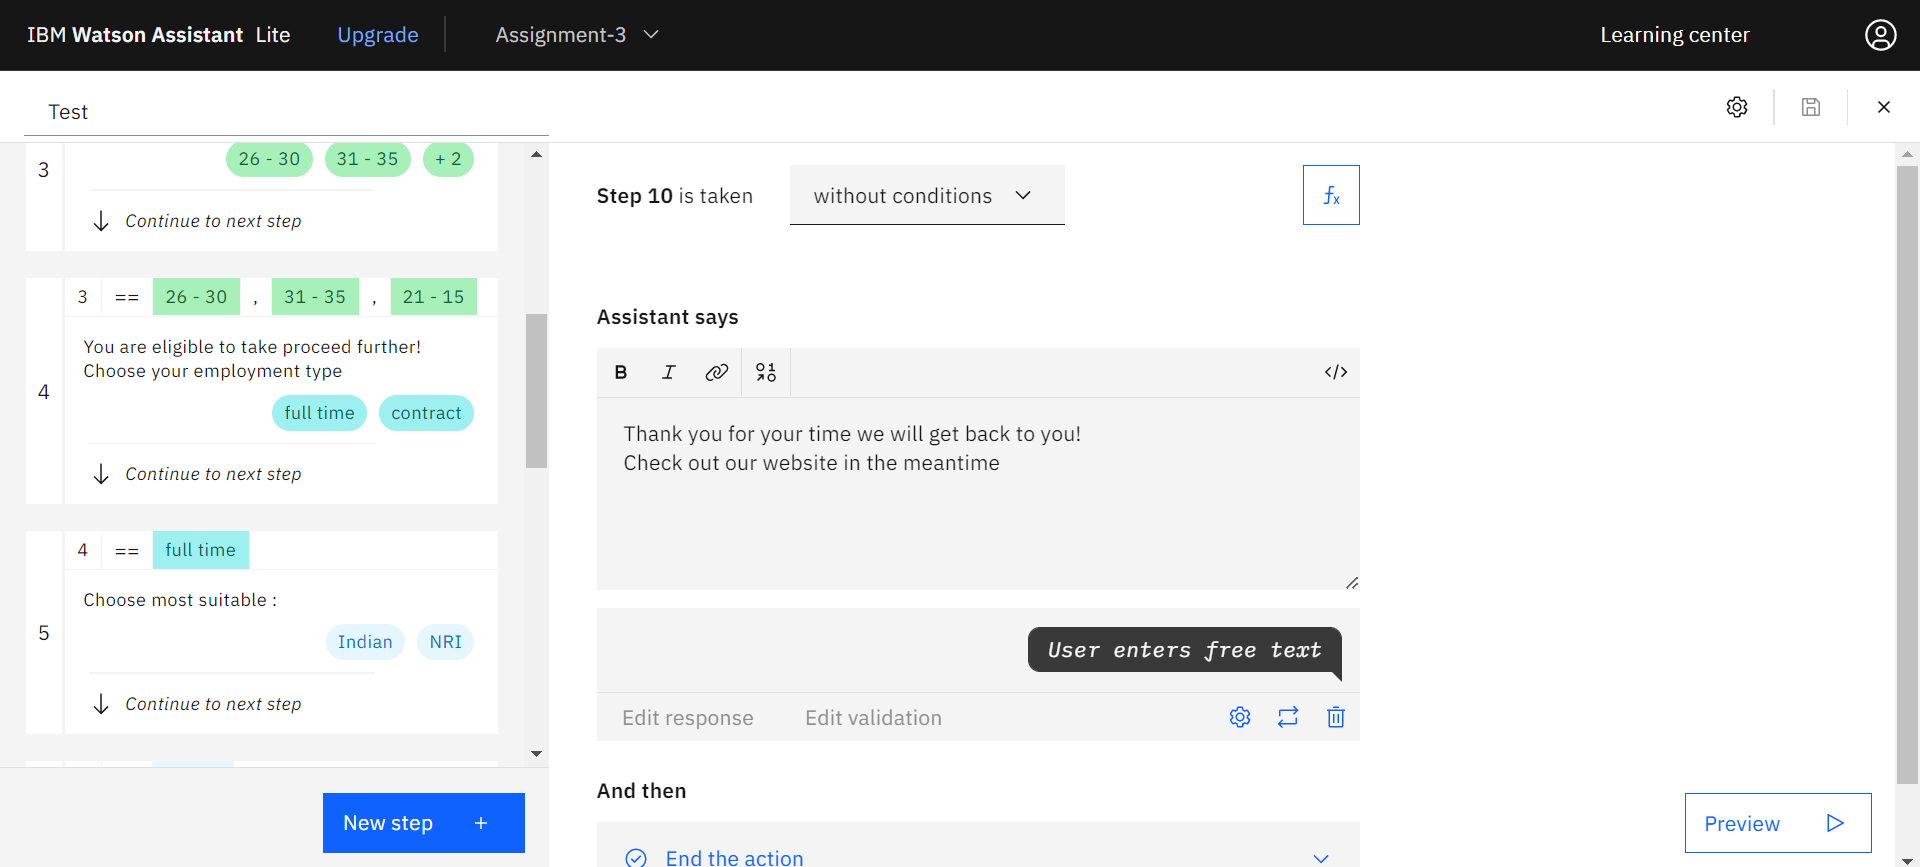 IBM Watson Assistant Lite Upgrade Assignment-3 Learning center
Test
3
26 - 30 31 - 35 + 2
Continue to next step
3 == 26 - 30 , 31 - 35 , 21 - 15
4
You are eligible to take proceed further!
Choose your employment type
full time contract
Continue to next step
4 == full time
5
Choose most suitable :
Indian NRI
Continue to next step
New step +
Step 10 is taken without conditions fx
Assistant says
B I </>
Thank you for your time we will get back to you!
Check out our website in the meantime
User enters free text
Edit response Edit validation
And then
End the action
Preview